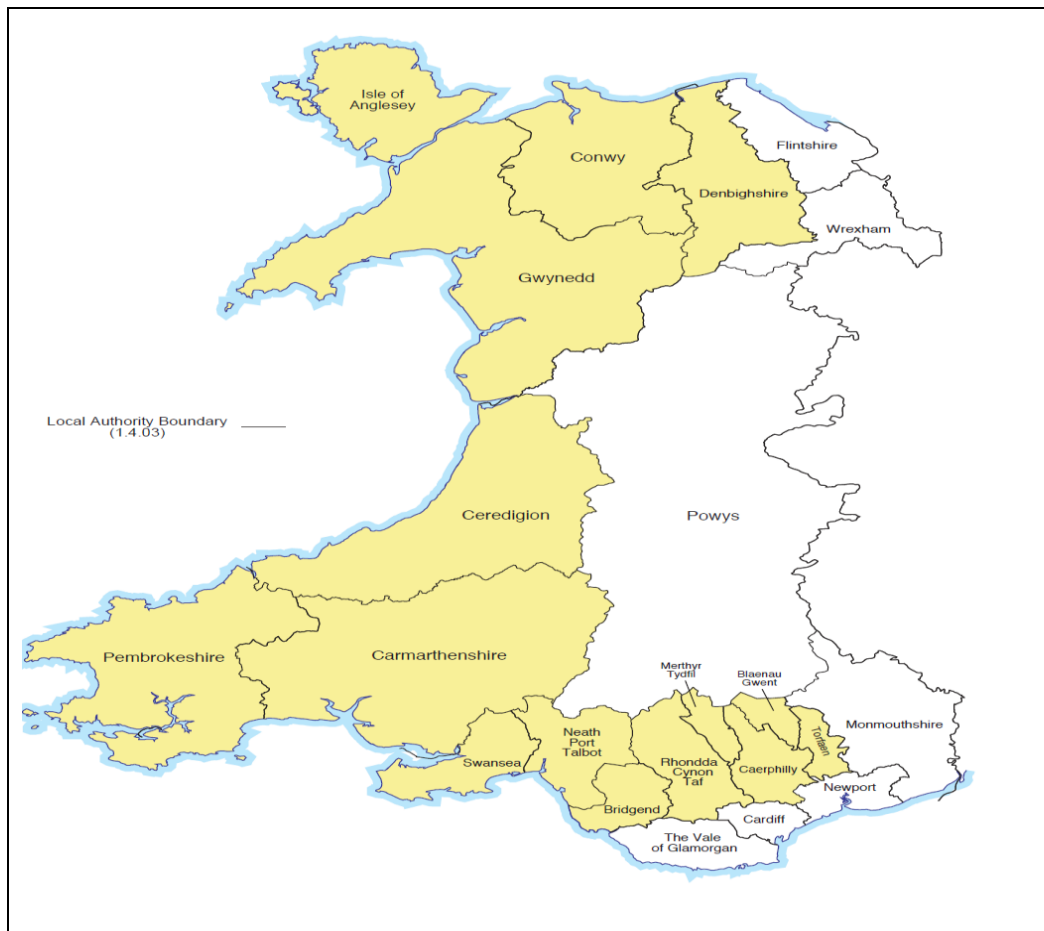 Isle of
Anglesey
Flintshire
Conwy
Denbighshire
Wrexham
Gwynedd
Local Authority Boundary
(1.4.03)
Ceredigion
Powys
Pembrokeshire
Carmarthenshire
Merthyr
Tydfil
Blaenau
Gwent
Monmouthshire
Torfaen
Neath
Port
Talbot
Swansea
Rhondda
Cynon
Taf
Caerphilly
Newport
Bridgend
Cardiff
The Vale
of Glamorgan